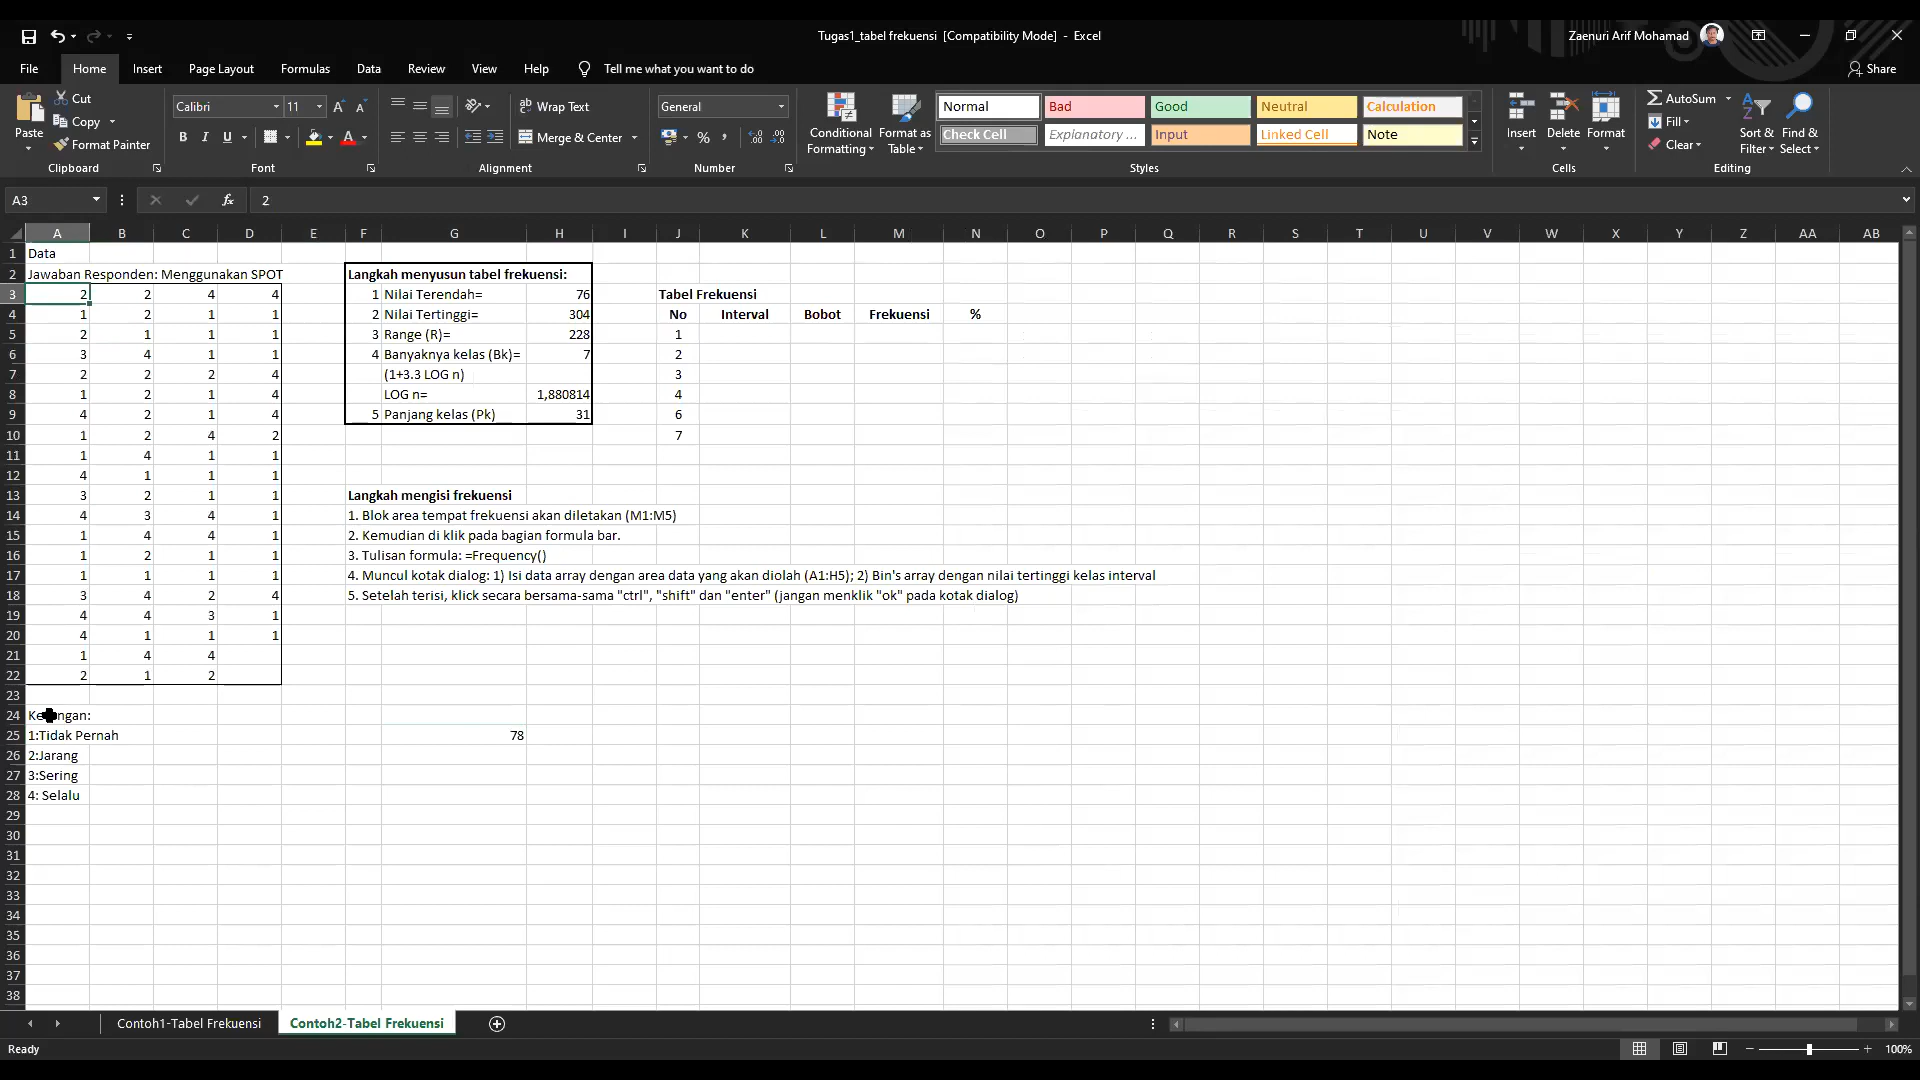 Tugas1_tabel frekuensi [Compatibility Mode] - Excel
Zaenuri Arif Mohamad
File Home Insert Page Layout Formulas Data Review View Help Tell me what you want to do Share
Paste Cut Copy Format Painter Clipboard
Calibri 11 B I U A Font
Wrap Text Merge & Center Alignment
General % Number
Conditional Formatting Format as Table
Normal Bad Good Neutral Calculation
Check Cell Explanatory ... Input Linked Cell Note
Styles
Insert Delete Format Cells
AutoSum Fill Clear Sort & Filter Find & Select Editing
A3 fx 2
A B C D E F G H I J K L M N O P Q R S T U V W X Y Z AA AB
1 Data
2 Jawaban Responden: Menggunakan SPOT Langkah menyusun tabel frekuensi:
3 2 2 4 4 1 Nilai Terendah= 76 Tabel Frekuensi
4 1 2 1 1 2 Nilai Tertinggi= 304 No Interval Bobot Frekuensi %
5 2 1 1 1 3 Range (R)= 228 1
6 3 4 1 1 4 Banyaknya kelas (Bk)= 7 2
7 2 2 2 4 (1+3.3 LOG n) 3
8 1 2 1 4 LOG n= 1,880814 4
9 4 2 1 4 5 Panjang kelas (Pk) 31 6
10 1 2 4 2 7
11 1 4 1 1
12 4 1 1 1
13 3 2 1 1 Langkah mengisi frekuensi
14 4 3 4 1 1. Blok area tempat frekuensi akan diletakan (M1:M5)
15 1 4 4 1 2. Kemudian di klik pada bagian formula bar.
16 1 2 1 1 3. Tulisan formula: =Frequency()
17 1 1 1 1 4. Muncul kotak dialog: 1) Isi data array dengan area data yang akan diolah (A1:H5); 2) Bin's array dengan nilai tertinggi kelas interval
18 3 4 2 4 5. Setelah terisi, klick secara bersama-sama "ctrl", "shift" dan "enter" (jangan menklik "ok" pada kotak dialog)
19 4 4 3 1
20 4 1 1 1
21 1 4 4
22 2 1 2
23
24
25 1:Tidak Pernah 78
26 2:Jarang
27 3:Sering
28 4: Selalu
29
30
31
32
33
34
35
36
37
38
Contoh1-Tabel Frekuensi Contoh2-Tabel Frekuensi
Ready 100%